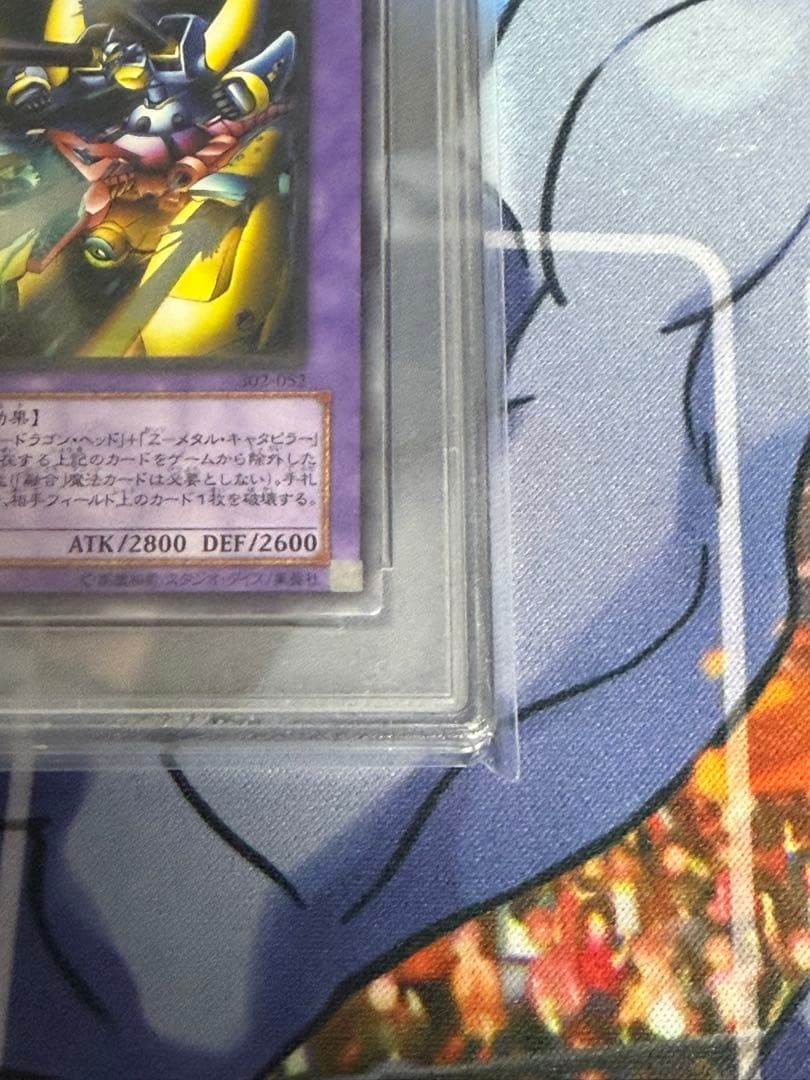 302-053
効果】
ードラゴン・ヘッド」+「Z-メタル・キャタピラー」
在する上記のカードをゲームから除外した
(「融合」魔法カードは必要としない)。手札
、相手フィールド上のカード1枚を破壊する。
ATK/2800 DEF/2600
スタジオ・ダイス/集英社